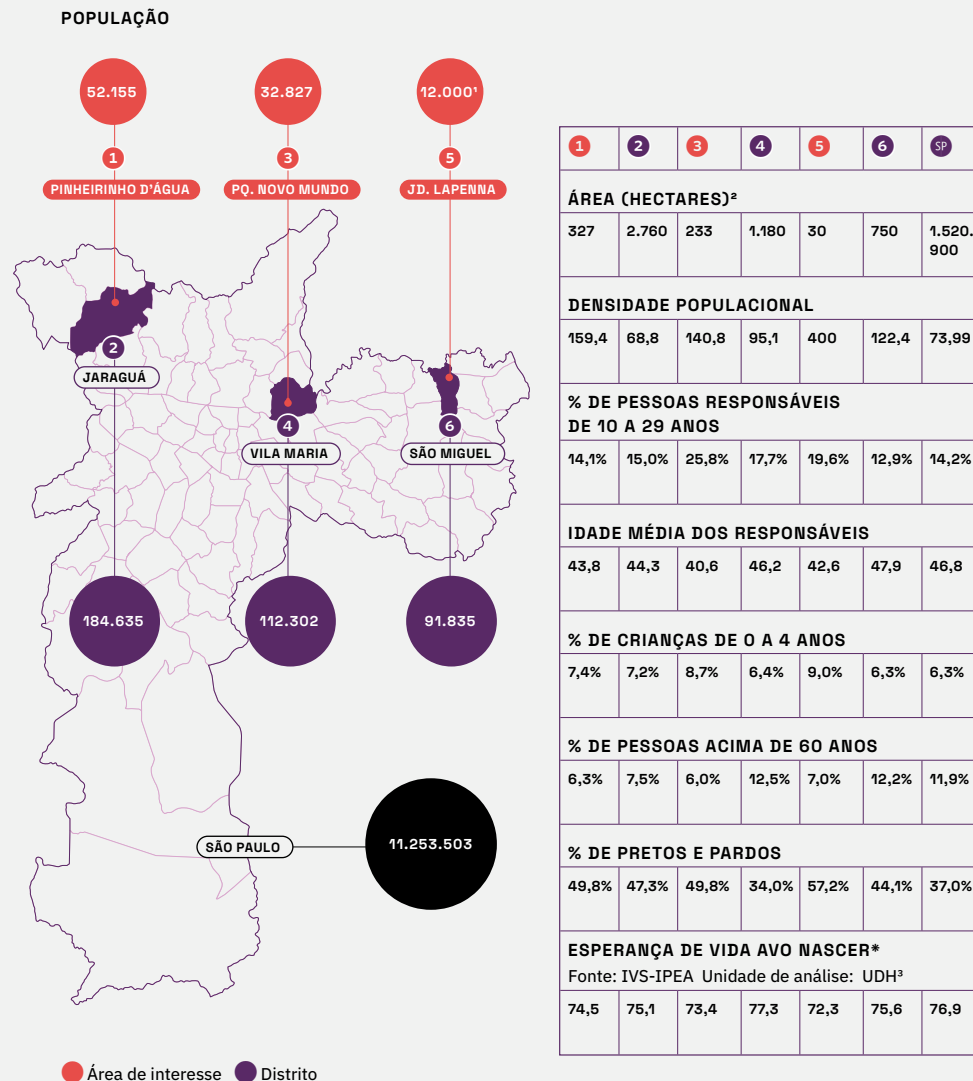 POPULAÇÃO
52.155
32.827
12.000¹
1
3
5
PINHEIRINHO D'ÁGUA
PQ. NOVO MUNDO
JD. LAPENNA
2
JARAGUÁ
4
VILA MARIA
6
SÃO MIGUEL
184.635
112.302
91.835
SÃO PAULO
11.253.503
Área de interesse
Distrito
1 2 3 4 5 6 SP
ÁREA (HECTARES)²
327 2.760 233 1.180 30 750 1.520.
900
DENSIDADE POPULACIONAL
159,4 68,8 140,8 95,1 400 122,4 73,99
% DE PESSOAS RESPONSÁVEIS
DE 10 A 29 ANOS
14,1% 15,0% 25,8% 17,7% 19,6% 12,9% 14,2%
IDADE MÉDIA DOS RESPONSÁVEIS
43,8 44,3 40,6 46,2 42,6 47,9 46,8
% DE CRIANÇAS DE 0 A 4 ANOS
7,4% 7,2% 8,7% 6,4% 9,0% 6,3% 6,3%
% DE PESSOAS ACIMA DE 60 ANOS
6,3% 7,5% 6,0% 12,5% 7,0% 12,2% 11,9%
% DE PRETOS E PARDOS
49,8% 47,3% 49,8% 34,0% 57,2% 44,1% 37,0%
ESPERANÇA DE VIDA AVO NASCER*
Fonte: IVS-IPEA Unidade de análise: UDH³
74,5 75,1 73,4 77,3 72,3 75,6 76,9